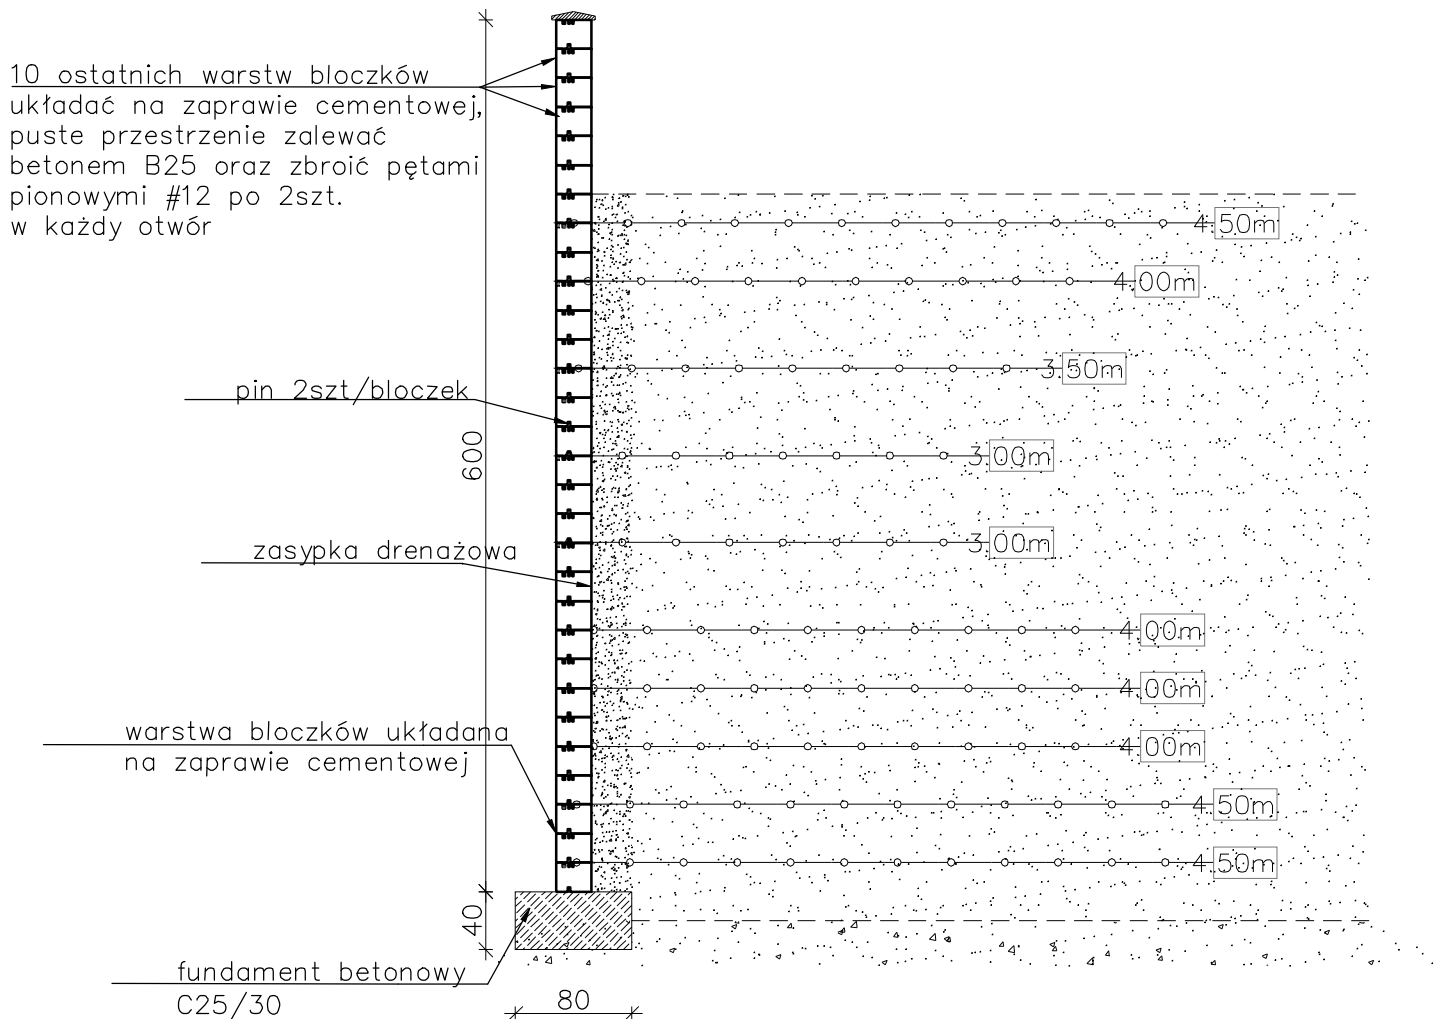 10 ostatnich warstw bloczków
układać na zaprawie cementowej,
puste przestrzenie zalewać
betonem B25 oraz zbroić pętami
pionowymi #12 po 2szt.
w każdy otwór
4.50m
4.00m
3.50m
pin 2szt/bloczek
600
3.00m
zasypka drenażowa
3.00m
4.00m
4.00m
warstwa bloczków układana
na zaprawie cementowej
4.00m
4.50m
4.50m
40
fundament betonowy
C25/30
80